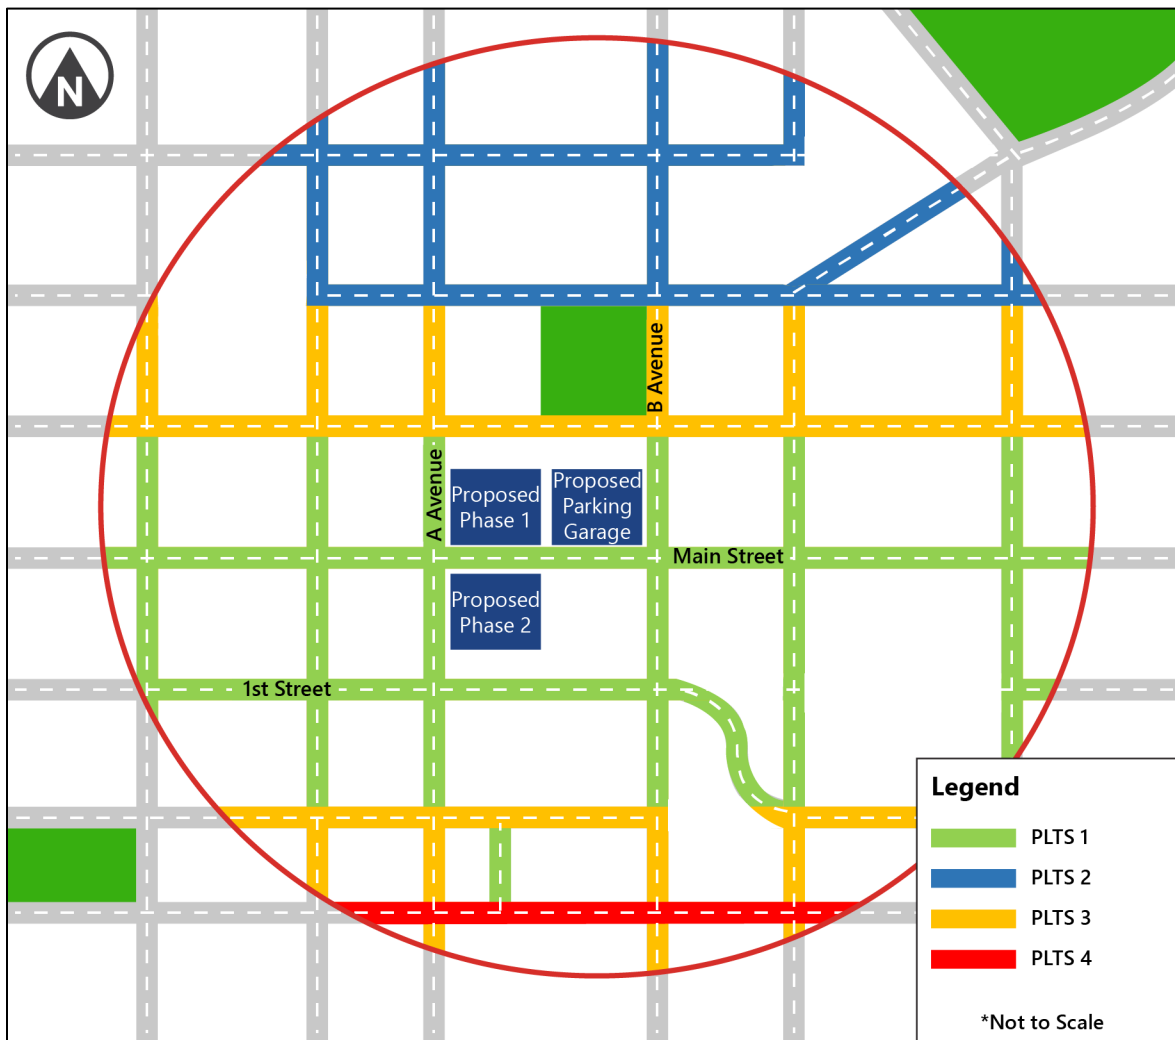 N
B Avenue
A Avenue
Proposed
Phase 1
Proposed
Parking
Garage
Main Street
Proposed
Phase 2
1st Street
Legend
PLTS 1
PLTS 2
PLTS 3
PLTS 4
*Not to Scale